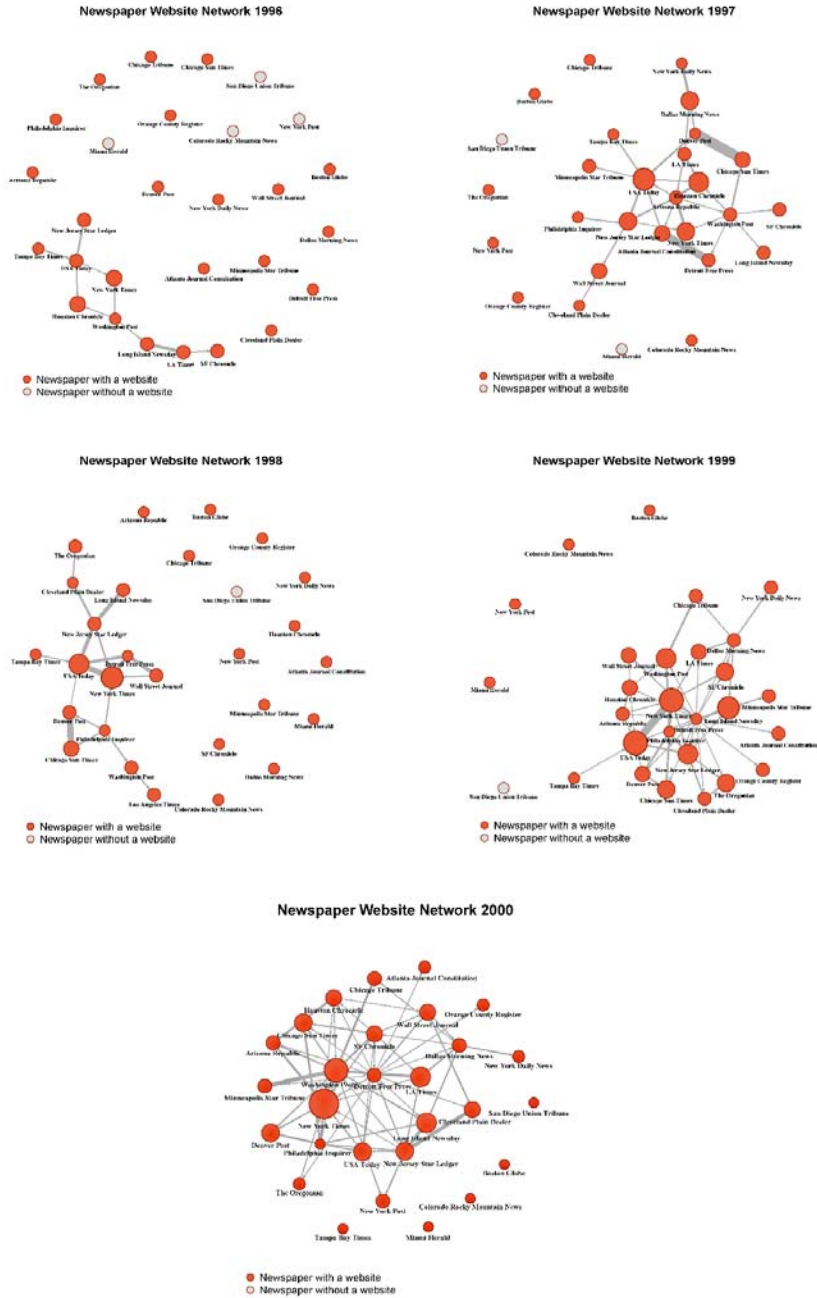 Newspaper Website Network 1996
Chicago Tribune
Chicago Sun Times
San Diego Union Tribune
The Oregonian
Philadelphia Inquirer
Orange County Register
New York Post
Colorado Rocky Mountain News
Miami Herald
Arizona Republic
Boston Globe
Denver Post
New York Daily News
Wall Street Journal
New Jersey Star Ledger
Dallas Morning News
Tampa Bay Times
USA Today
Atlanta Journal Constitution
Minneapolis Star Tribune
New York Times
Detroit Free Press
Houston Chronicle
Washington Post
Cleveland Plain Dealer
Long Island Newsday
LA Times
SF Chronicle
Newspaper with a website
Newspaper without a website
Newspaper Website Network 1997
Chicago Tribune
New York Daily News
Boston Globe
Dallas Morning News
Tampa Bay Times
Denver Post
San Diego Union Tribune
LA Times
Chicago Sun Times
Minneapolis Star Tribune
USA Today
Houston Chronicle
The Oregonian
Arizona Republic
Washington Post
SF Chronicle
Philadelphia Inquirer
New Jersey Star Ledger
New York Times
New York Post
Atlanta Journal Constitution
Long Island Newsday
Detroit Free Press
Wall Street Journal
Orange County Register
Cleveland Plain Dealer
Colorado Rocky Mountain News
Miami Herald
Newspaper with a website
Newspaper without a website
Newspaper Website Network 1998
Arizona Republic
Boston Globe
Orange County Register
The Oregonian
Chicago Tribune
Cleveland Plain Dealer
New York Daily News
Long Island Newsday
San Diego Union Tribune
New Jersey Star Ledger
Houston Chronicle
Tampa Bay Times
Detroit Free Press
USA Today
New York Post
Wall Street Journal
Atlanta Journal Constitution
New York Times
Minneapolis Star Tribune
Denver Post
Miami Herald
Philadelphia Inquirer
Chicago Sun Times
SF Chronicle
Washington Post
Dallas Morning News
Los Angeles Times
Colorado Rocky Mountain News
Newspaper with a website
Newspaper without a website
Newspaper Website Network 1999
Boston Globe
Colorado Rocky Mountain News
New York Daily News
Chicago Tribune
New York Post
Dallas Morning News
Wall Street Journal
LA Times
Washington Post
SF Chronicle
Miami Herald
Houston Chronicle
Minneapolis Star Tribune
New York Times
Long Island Newsday
Arizona Republic
Detroit Free Press
Atlanta Journal Constitution
Philadelphia Inquirer
USA Today
New Jersey Star Ledger
Tampa Bay Times
Denver Post
Orange County Register
San Diego Union Tribune
The Oregonian
Chicago Sun Times
Cleveland Plain Dealer
Newspaper with a website
Newspaper without a website
Newspaper Website Network 2000
Atlanta Journal Constitution
Chicago Tribune
Houston Chronicle
Orange County Register
Wall Street Journal
Chicago Sun Times
SF Chronicle
Arizona Republic
Dallas Morning News
New York Daily News
Washington Post
Detroit Free Press
LA Times
Minneapolis Star Tribune
San Diego Union Tribune
New York Times
Cleveland Plain Dealer
Long Island Newsday
Denver Post
Philadelphia Inquirer
USA Today
New Jersey Star Ledger
Boston Globe
The Oregonian
New York Post
Colorado Rocky Mountain News
Tampa Bay Times
Miami Herald
Newspaper with a website
Newspaper without a website